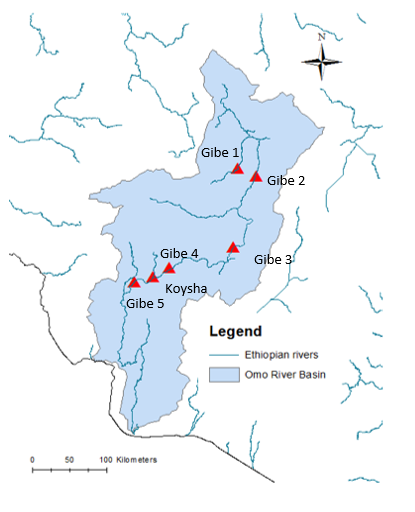 N
Gibe 1
Gibe 2
Gibe 4
Gibe 3
Koysha
Gibe 5
Legend
Ethiopian rivers
Omo River Basin
0 50 100 Kilometers